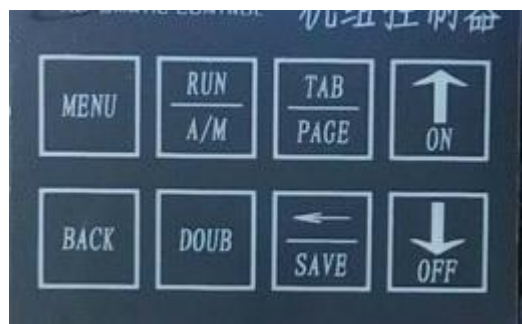 CONTROL
机组控制器
MENU
RUN
A/M
TAB
PAGE
ON
BACK
DOUB
SAVE
OFF